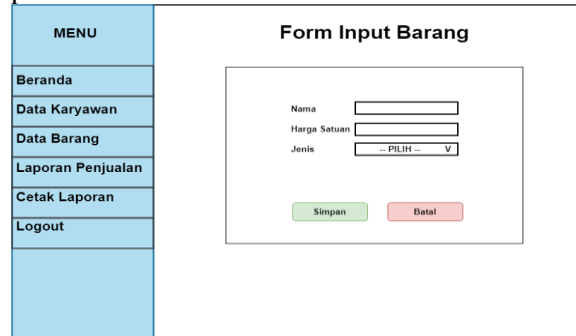 MENU
Beranda
Data Karyawan
Data Barang
Laporan Penjualan
Cetak Laporan
Logout
Form Input Barang
Nama
Harga Satuan
Jenis -- PILIH -- V
Simpan Batal